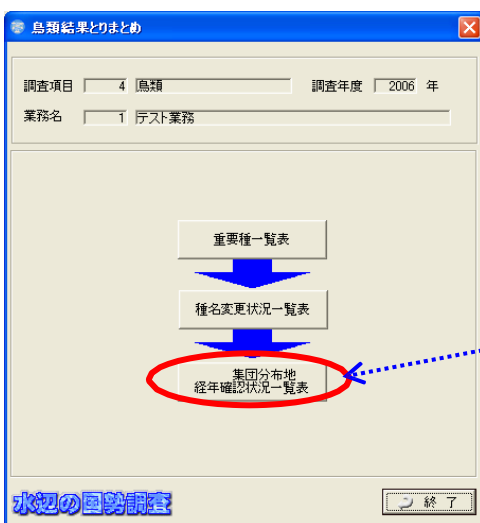 鳥類結果とりまとめ
調査項目 4 鳥類 調査年度 2006 年
業務名 1 テスト業務
重要種一覧表
種名変更状況一覧表
集団分布地
経年確認状況一覧表
水辺の国勢調査 終了